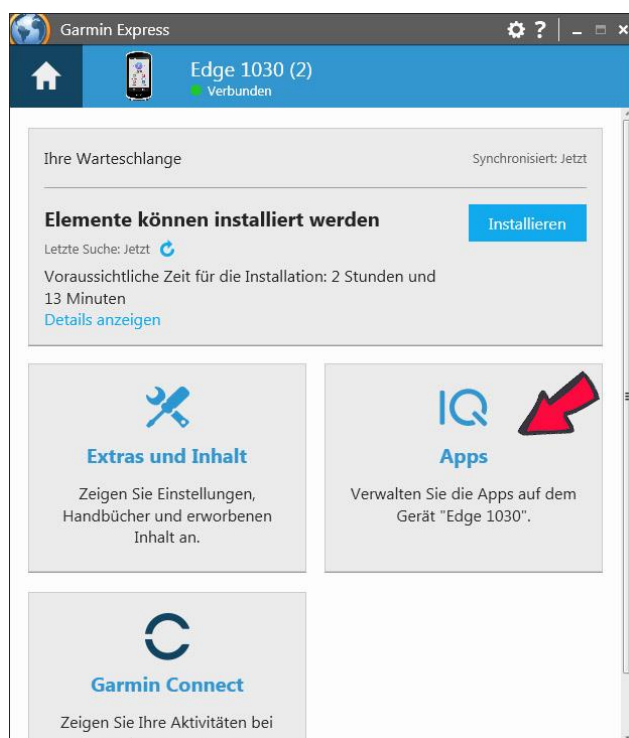 Garmin Express
?
Edge 1030 (2)
Verbunden
Ihre Warteschlange
Synchronisiert: Jetzt
Elemente können installiert werden
Installieren
Letzte Suche: Jetzt
Voraussichtliche Zeit für die Installation: 2 Stunden und
13 Minuten
Details anzeigen
Extras und Inhalt
Zeigen Sie Einstellungen,
Handbücher und erworbenen
Inhalt an.
IQ
Apps
Verwalten Sie die Apps auf dem
Gerät "Edge 1030".
Garmin Connect
Zeigen Sie Ihre Aktivitäten bei